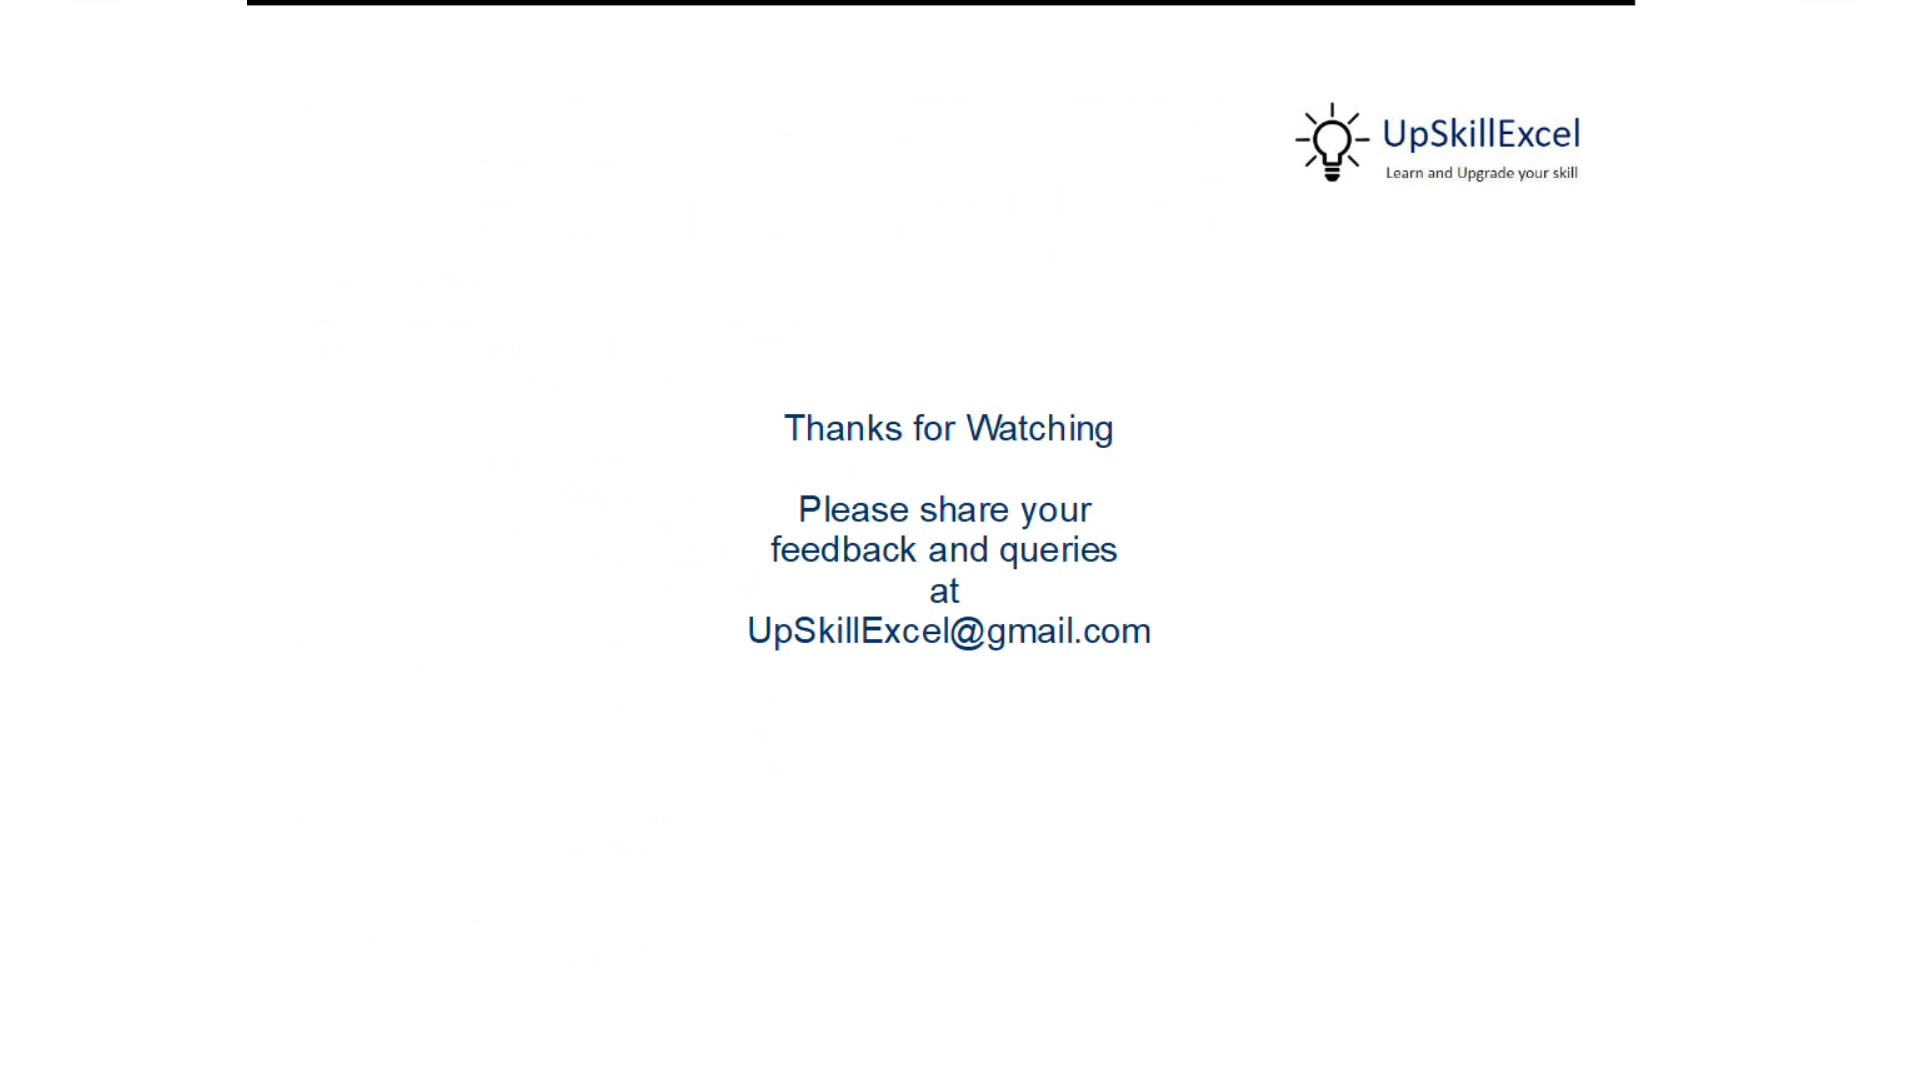 UpSkillExcel
Learn and Upgrade your skill
Thanks for Watching
Please share your
feedback and queries
at
UpSkillExcel@gmail.com